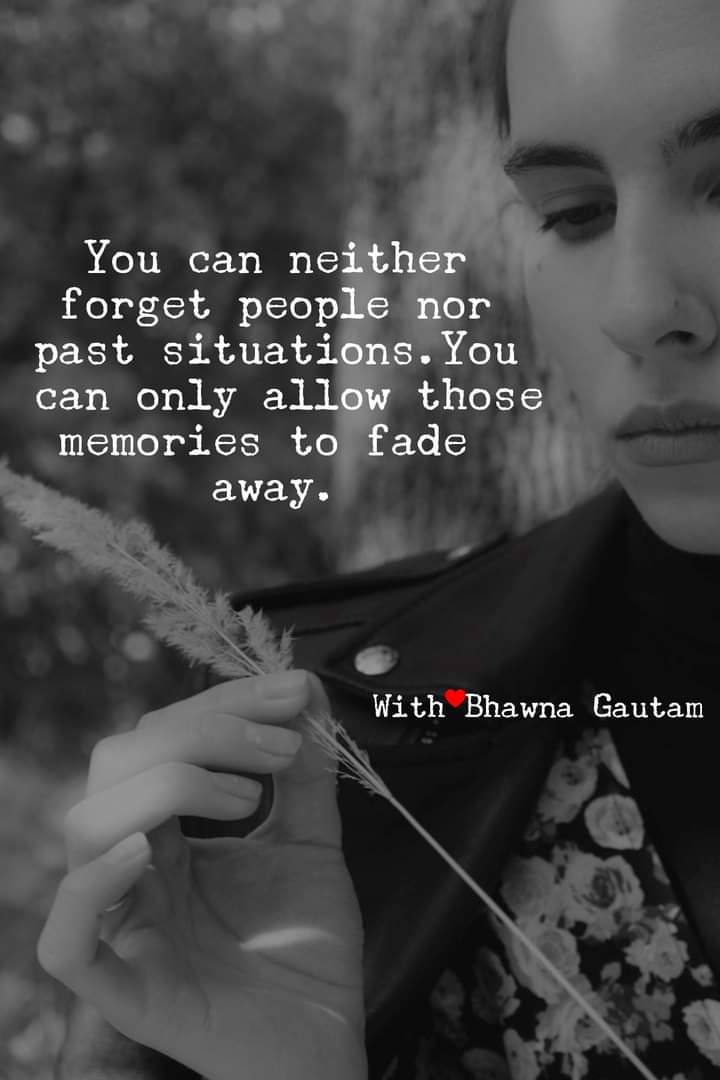 You can neither
forget people nor
past situations.You
can only allow those
memories to fade
away.
With❤Bhawna Gautam